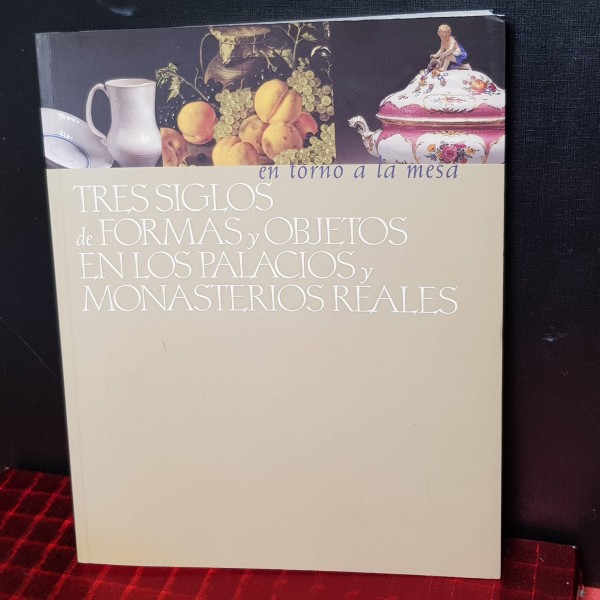 en torno a la mesa
TRES SIGLOS
de FORMAS y OBJETOS
EN LOS PALACIOS y
MONASTERIOS REALES